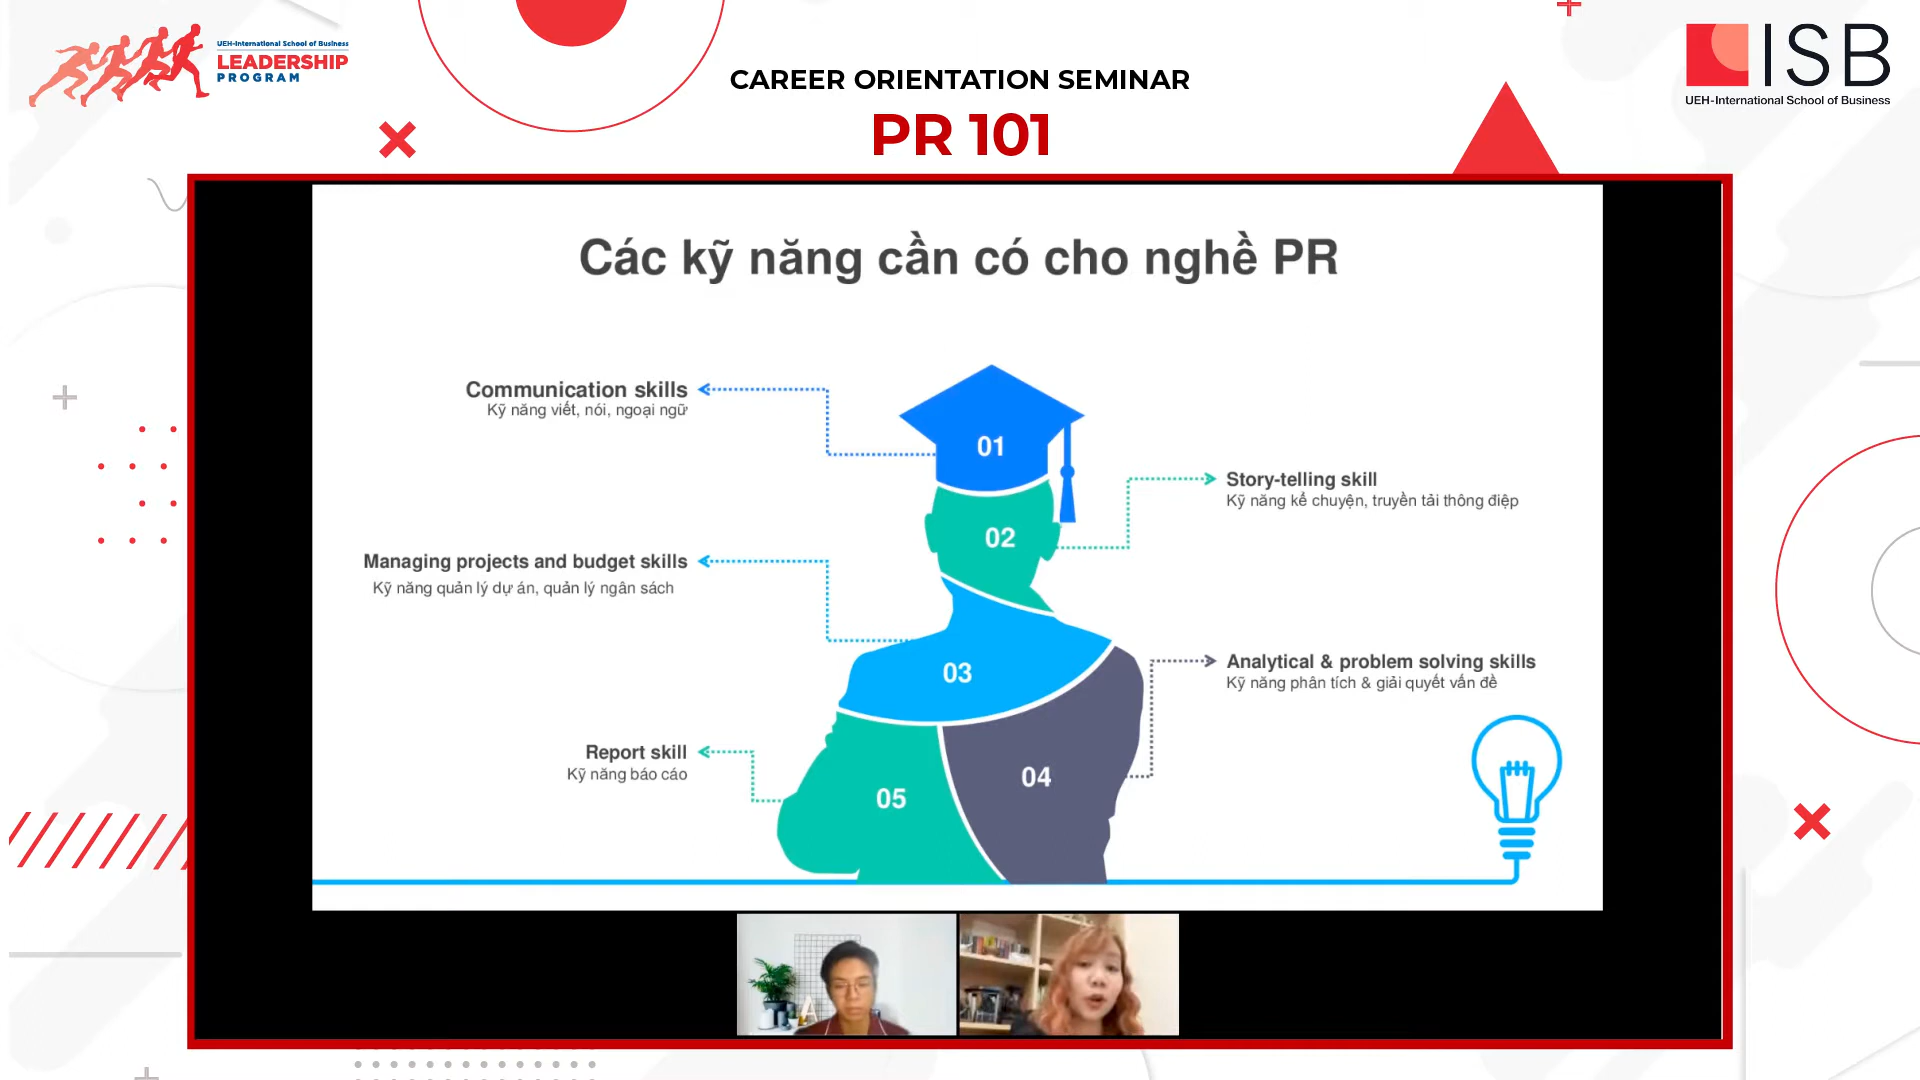 UEH-International School of Business
LEADERSHIP
PROGRAM
CAREER ORIENTATION SEMINAR
PR 101
ISB
UEH-International School of Business
Các kỹ năng cần có cho nghề PR
Communication skills
Kỹ năng viết, nói, ngoại ngữ
01
Story-telling skill
Kỹ năng kể chuyện, truyền tải thông điệp
02
Managing projects and budget skills
Kỹ năng quản lý dự án, quản lý ngân sách
03
Analytical & problem solving skills
Kỹ năng phân tích & giải quyết vấn đề
04
Report skill
Kỹ năng báo cáo
05
A